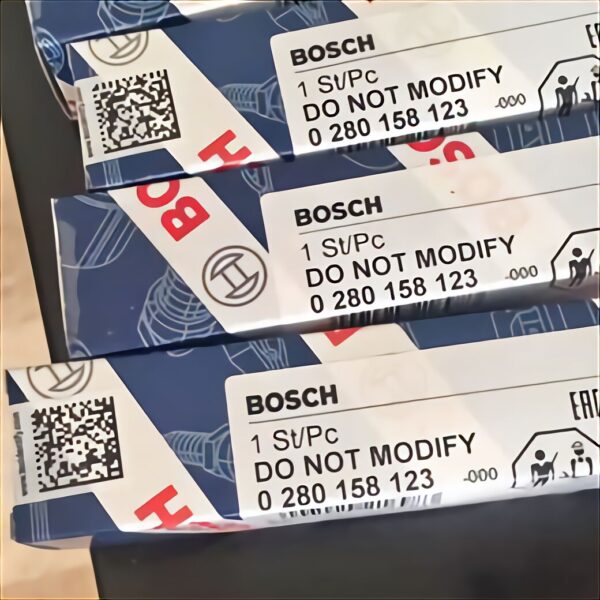 BOSCH
1 St/Pc
DO NOT MODIFY
0 280 158 123 -000
H
BOSCH
1 St/Pc
DO NOT MODIFY
0 280 158 123 -000
BO
BOSCH
EAC
1 St/Pc
DO NOT MODIFY
0 280 158 123 -000
H